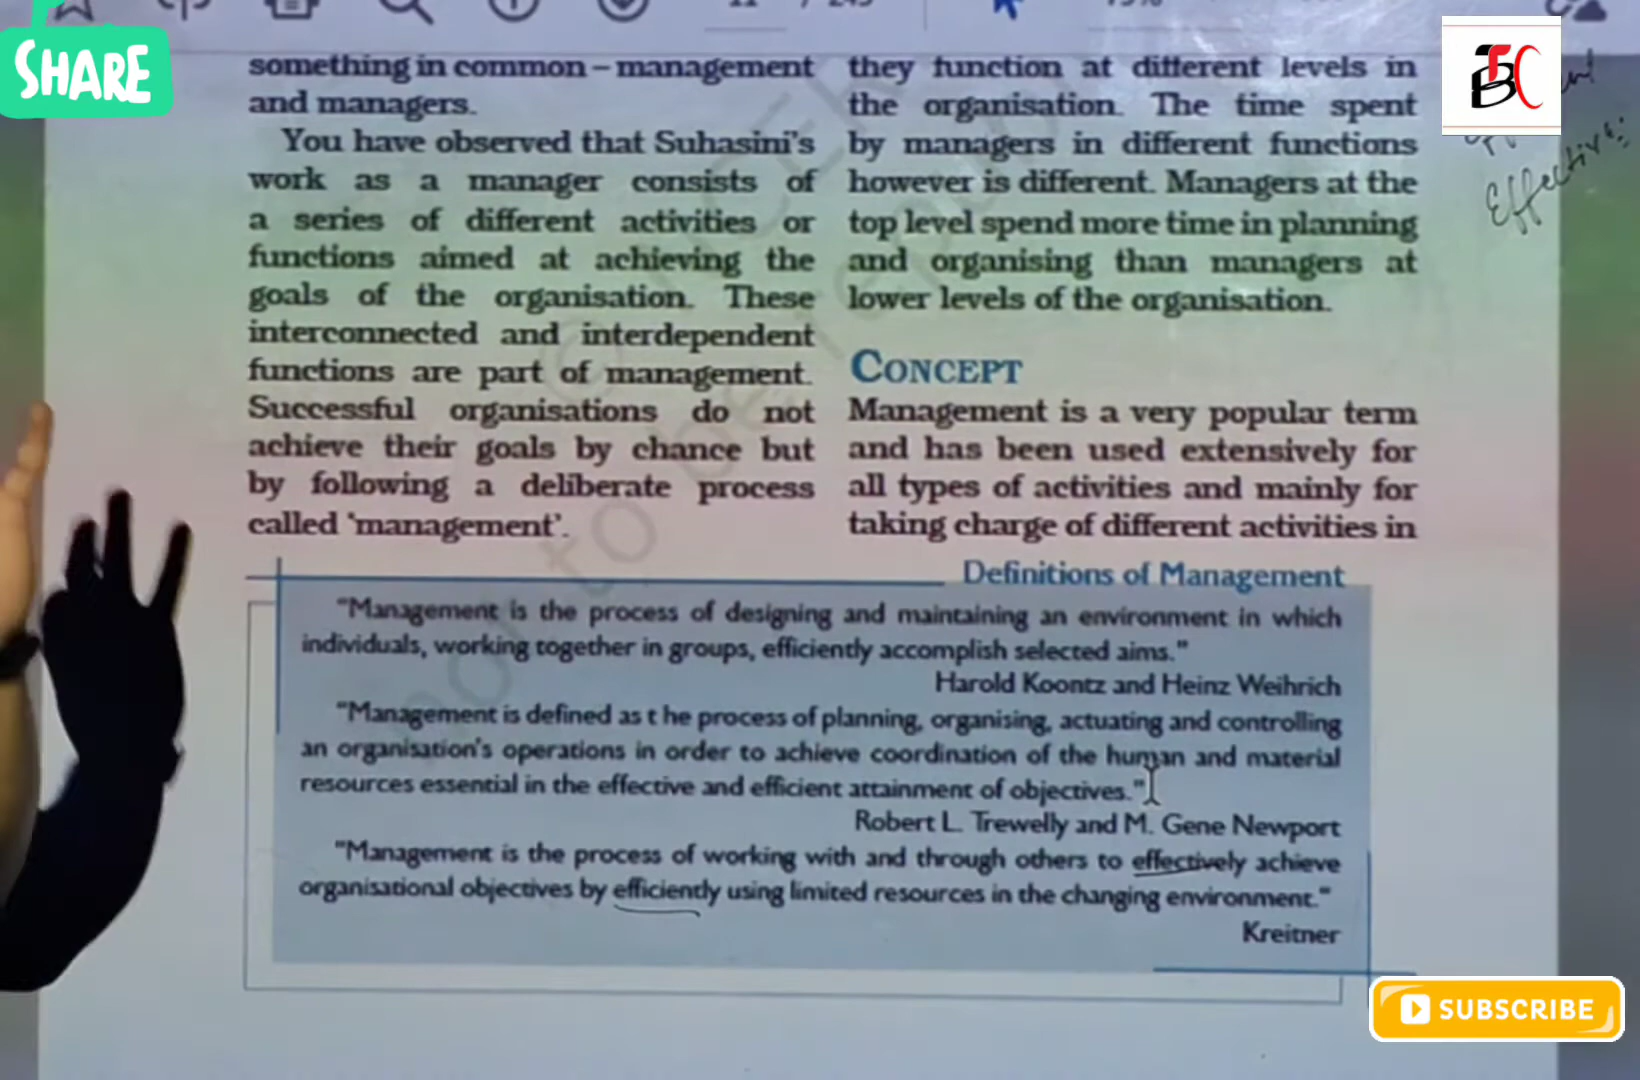 SHARE
something in common – management
and managers.
You have observed that Suhasini's
work as a manager consists of
a series of different activities or
functions aimed at achieving the
goals of the organisation. These
interconnected and interdependent
functions are part of management.
Successful organisations do not
achieve their goals by chance but
by following a deliberate process
called 'management'.
they function at different levels in
the organisation. The time spent
by managers in different functions
however is different. Managers at the
top level spend more time in planning
and organising than managers at
lower levels of the organisation.
CONCEPT
Management is a very popular term
and has been used extensively for
all types of activities and mainly for
taking charge of different activities in
Definitions of Management
"Management is the process of designing and maintaining an environment in which
individuals, working together in groups, efficiently accomplish selected aims."
Harold Koontz and Heinz Weihrich
"Management is defined as t he process of planning, organising, actuating and controlling
an organisation's operations in order to achieve coordination of the human and material
resources essential in the effective and efficient attainment of objectives."
Robert L. Trewelly and M. Gene Newport
"Management is the process of working with and through others to effectively achieve
organisational objectives by efficiently using limited resources in the changing environment."
Kreitner
TBC
Effective:
not to be
SUBSCRIBE